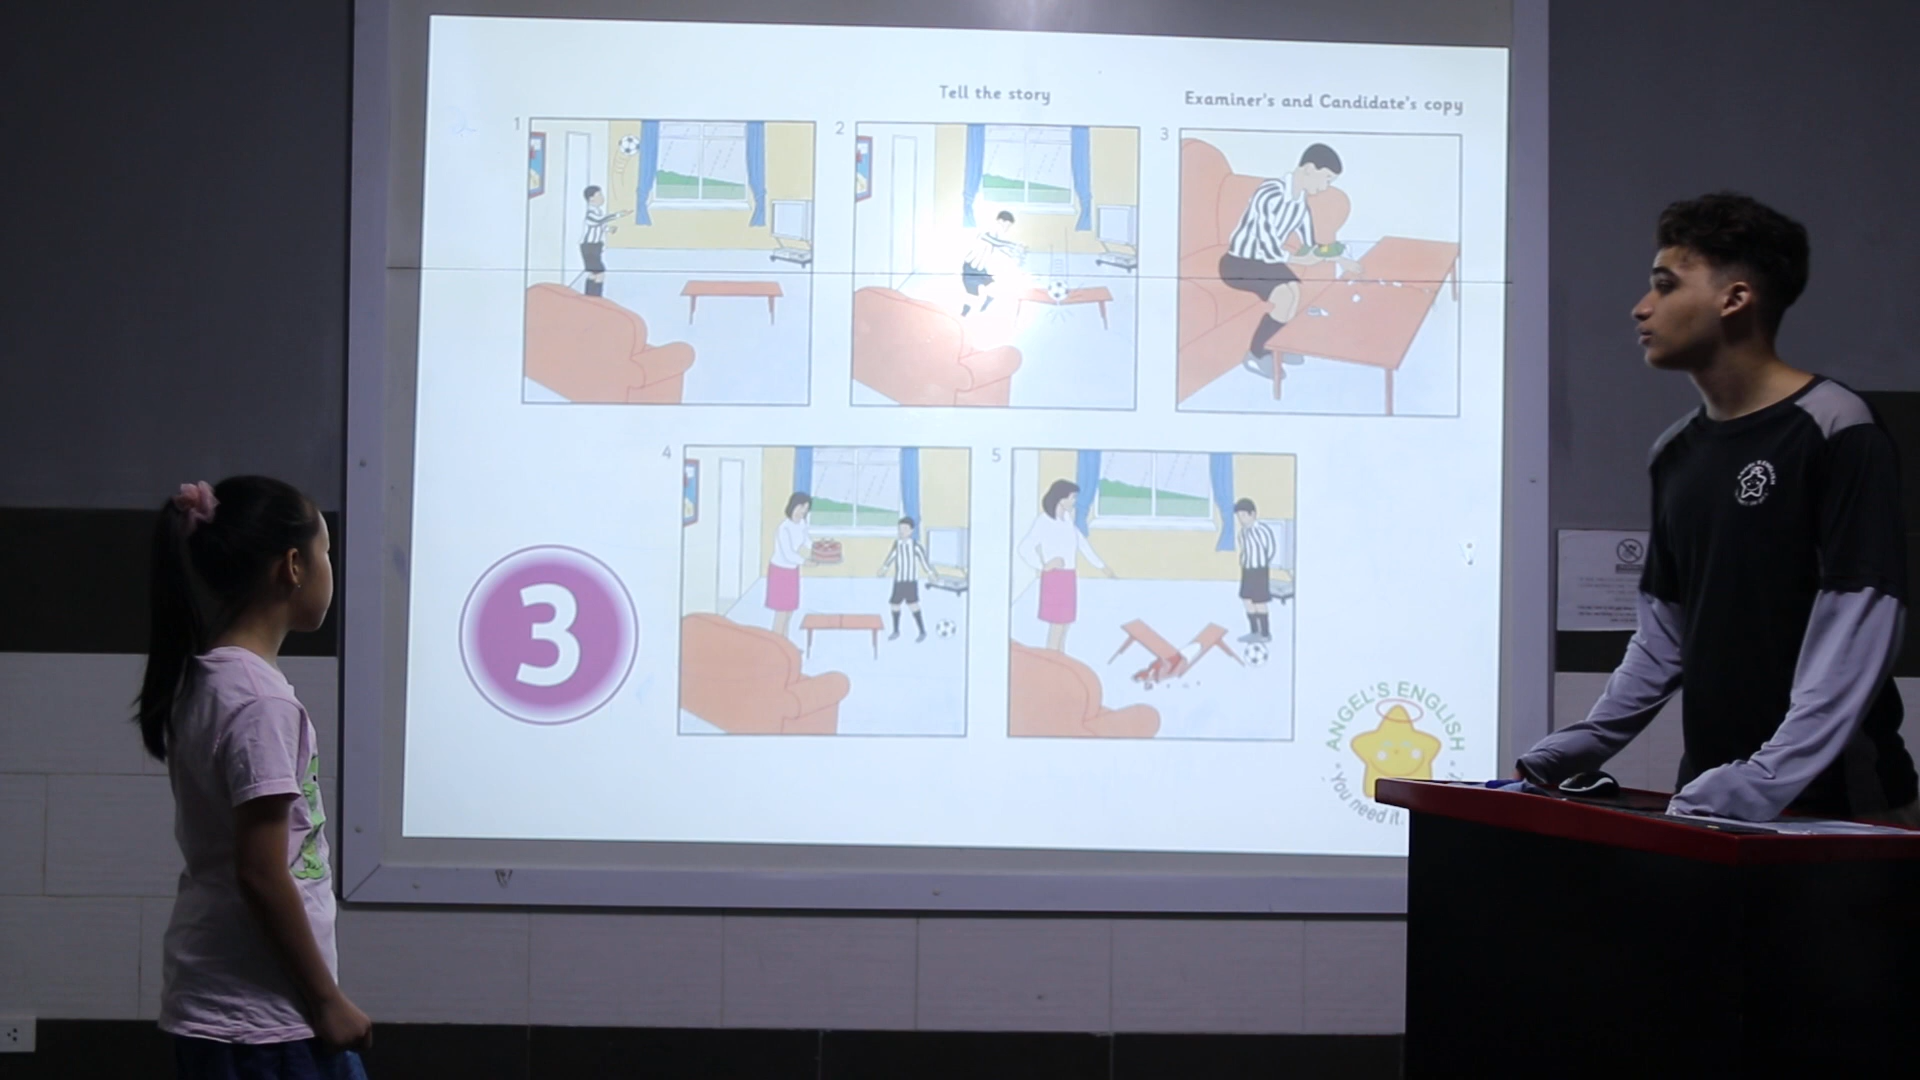 Tell the story
Examiner's and Candidate's copy
1
2
3
4
5
3
ANGEL'S ENGLISH
You need it.